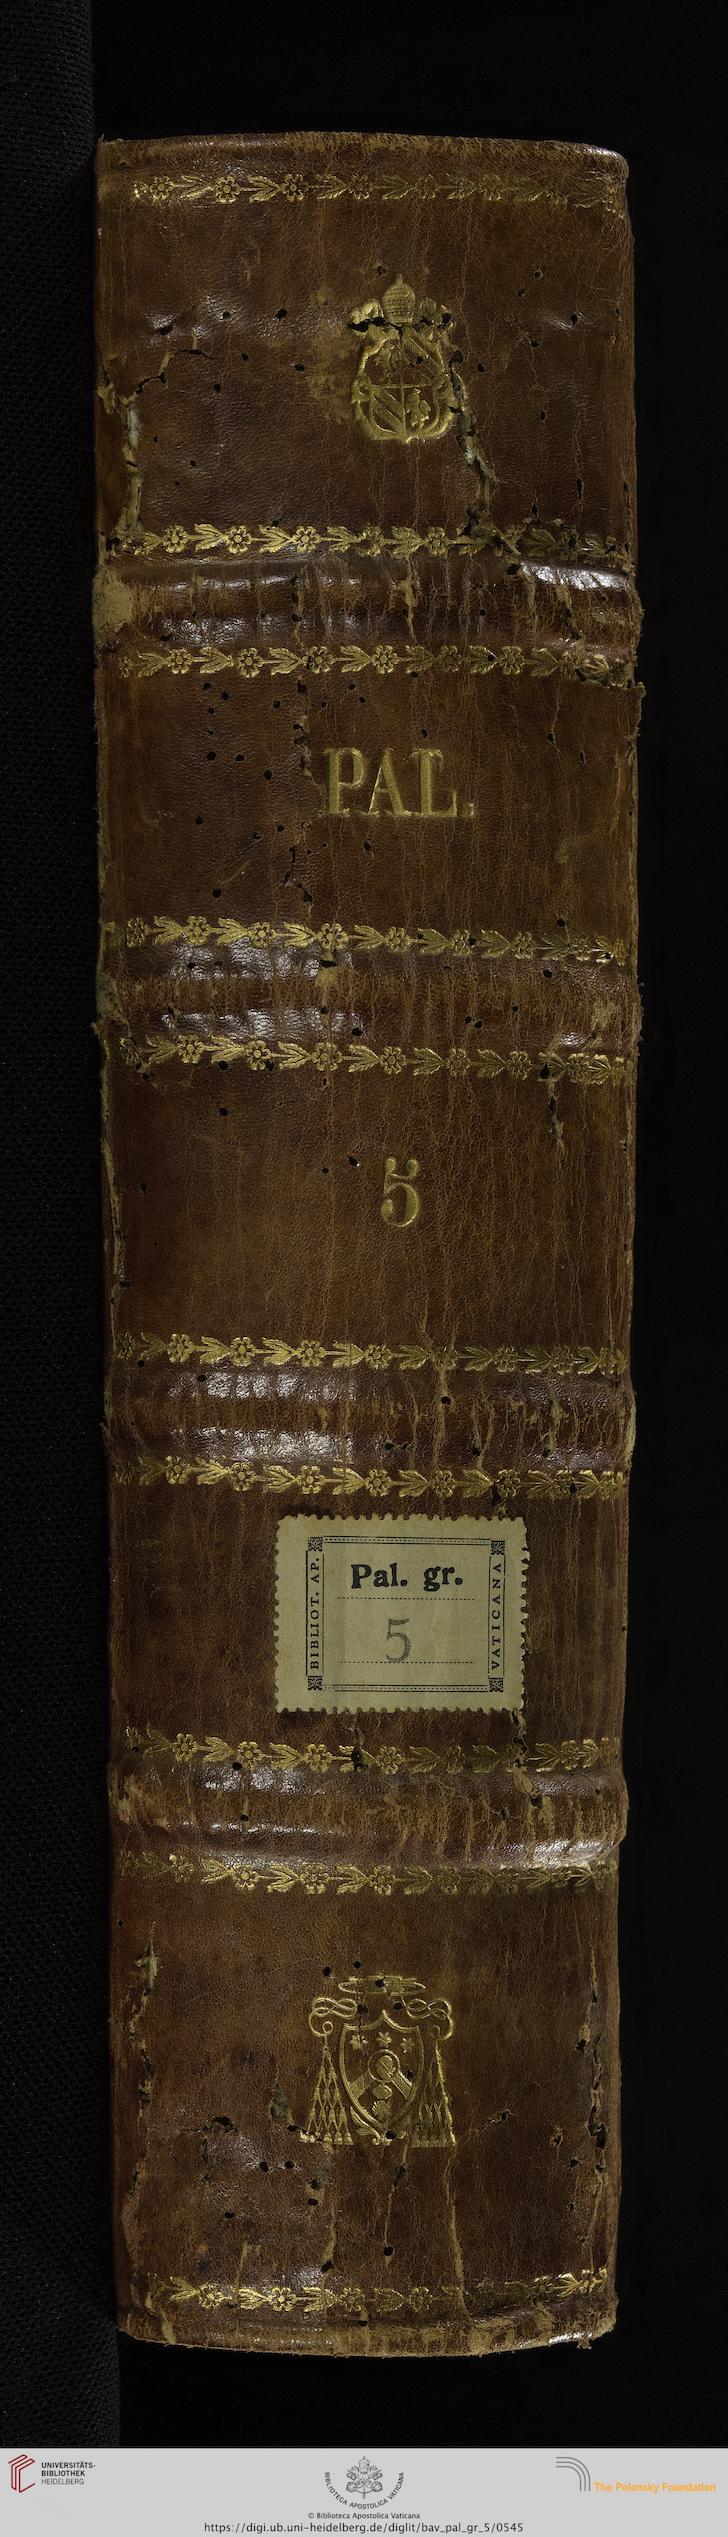 PAL.
5
BIBLIOT. AP.
Pal. gr.
5
VATICANA
UNIVERSITÄTS-
BIBLIOTHEK
HEIDELBERG
BIBLIOTECA APOSTOLICA VATICANA
The Polonsky Foundation
© Biblioteca Apostolica Vaticana
https://digi.ub.uni-heidelberg.de/diglit/bav_pal_gr_5/0545